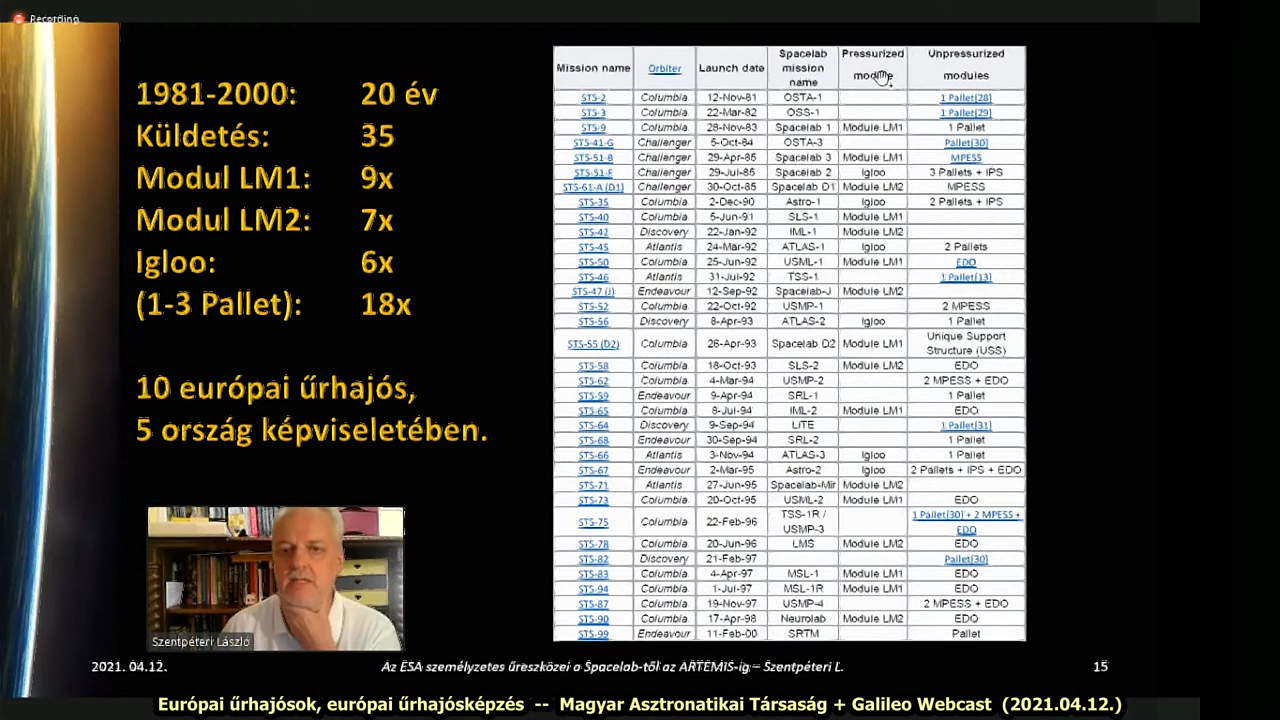 Recording
1981-2000: 20 év
Küldetés: 35
Modul LM1: 9x
Modul LM2: 7x
Igloo: 6x
(1-3 Pallet): 18x
10 európai űrhajós,
5 ország képviseletében.
Mission name Orbiter Launch date Spacelab mission name Pressurized module Unpressurized modules
STS-2 Columbia 12-Nov-81 OSTA-1 1 Pallet[28]
STS-3 Columbia 22-Mar-82 OSS-1 1 Pallet[29]
STS-9 Columbia 28-Nov-83 Spacelab 1 Module LM1 1 Pallet
STS-41-G Challenger 5-Oct-84 OSTA-3 Pallet[30]
STS-51-B Challenger 29-Apr-85 Spacelab 3 Module LM1 MPESS
STS-51-F Challenger 29-Jul-85 Spacelab 2 Igloo 3 Pallets + IPS
STS-61-A (D1) Challenger 30-Oct-85 Spacelab D1 Module LM2 MPESS
STS-35 Columbia 2-Dec-90 Astro-1 Igloo 2 Pallets + IPS
STS-40 Columbia 5-Jun-91 SLS-1 Module LM1
STS-42 Discovery 22-Jan-92 IML-1 Module LM2
STS-45 Atlantis 24-Mar-92 ATLAS-1 Igloo 2 Pallets
STS-50 Columbia 25-Jun-92 USML-1 Module LM1 EDO
STS-46 Atlantis 31-Jul-92 TSS-1 1 Pallet[13]
STS-47 (J) Endeavour 12-Sep-92 Spacelab-J Module LM2
STS-52 Columbia 22-Oct-92 USMP-1 2 MPESS
STS-56 Discovery 8-Apr-93 ATLAS-2 Igloo 1 Pallet
STS-55 (D2) Columbia 26-Apr-93 Spacelab D2 Module LM1 Unique Support Structure (USS)
STS-58 Columbia 18-Oct-93 SLS-2 Module LM2 EDO
STS-62 Columbia 4-Mar-94 USMP-2 2 MPESS + EDO
STS-59 Endeavour 9-Apr-94 SRL-1 1 Pallet
STS-65 Columbia 8-Jul-94 IML-2 Module LM1 EDO
STS-64 Discovery 9-Sep-94 LiTE 1 Pallet[31]
STS-68 Endeavour 30-Sep-94 SRL-2 1 Pallet
STS-66 Atlantis 3-Nov-94 ATLAS-3 Igloo 1 Pallet
STS-67 Endeavour 2-Mar-95 Astro-2 Igloo 2 Pallets + IPS + EDO
STS-71 Atlantis 27-Jun-95 Spacelab-Mir Module LM2
STS-73 Columbia 20-Oct-95 USML-2 Module LM1 EDO
STS-75 Columbia 22-Feb-96 TSS-1R / USMP-3 1 Pallet[30] + 2 MPESS + EDO
STS-78 Columbia 20-Jun-96 LMS Module LM2 EDO
STS-82 Discovery 21-Feb-97 Pallet[30]
STS-83 Columbia 4-Apr-97 MSL-1 Module LM1 EDO
STS-94 Columbia 1-Jul-97 MSL-1R Module LM1 EDO
STS-87 Columbia 19-Nov-97 USMP-4 2 MPESS + EDO
STS-90 Columbia 17-Apr-98 Neurolab Module LM2 EDO
STS-99 Endeavour 11-Feb-00 SRTM Pallet
Szentpéteri László
2021. 04.12. Az ESA személyzetes űreszközei a Spacelab-től az ARTEMIS-ig – Szentpéteri L. 15
Európai űrhajósok, európai űrhajósképzés -- Magyar Asztronatikai Társaság + Galileo Webcast (2021.04.12.)